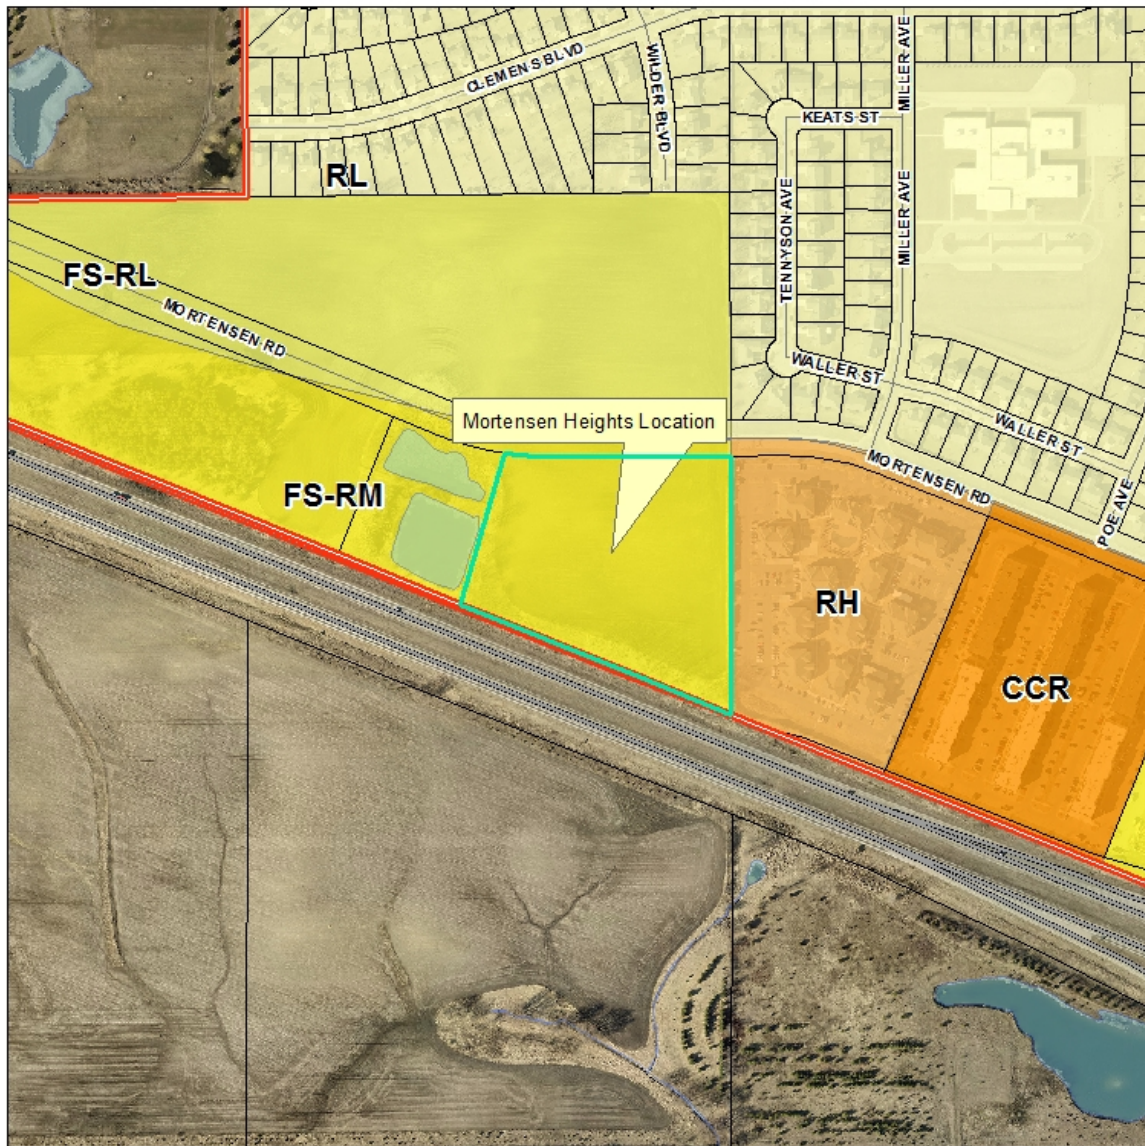 CLEMENS BLVD
WILDER BLVD
MILLER AVE
KEATS ST
RL
TENNYSON AVE
MILLER AVE
FS-RL
MORTENSEN RD
WALLER ST
Mortensen Heights Location
WALLER ST
MORTENSEN RD
FS-RM
POE AVE
RH
CCR